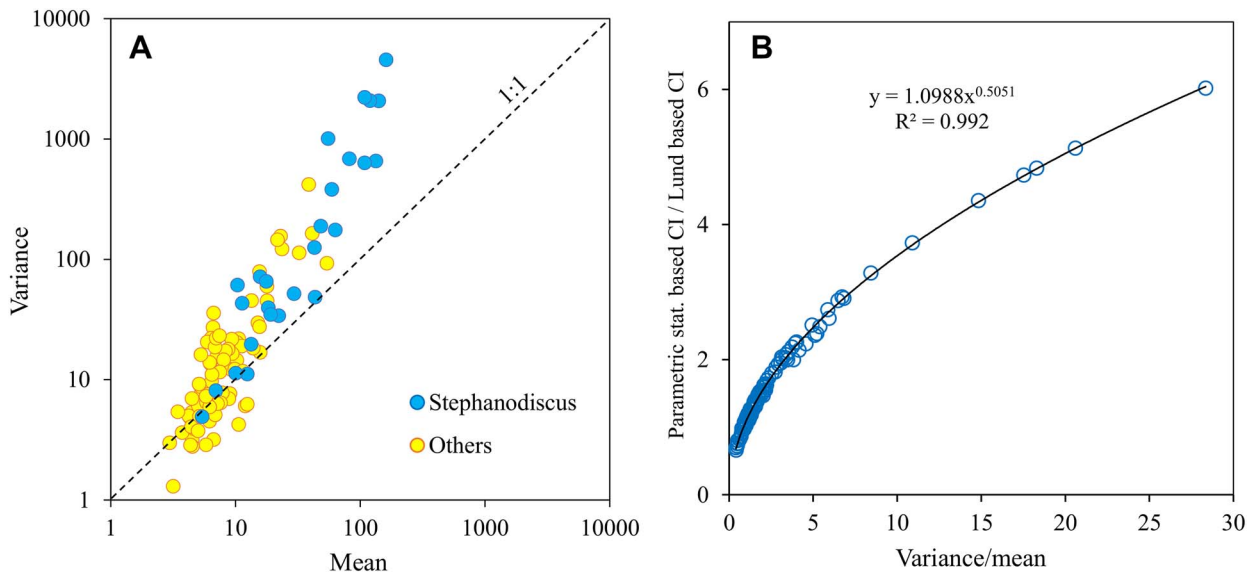 A
10000
1000
100
10
1
Variance
1:1
Stephanodiscus
Others
1
10
100
1000
10000
Mean
B
6
4
2
0
Parametric stat. based CI / Lund based CI
y = 1.0988x^0.5051
R² = 0.992
0
5
10
15
20
25
30
Variance/mean